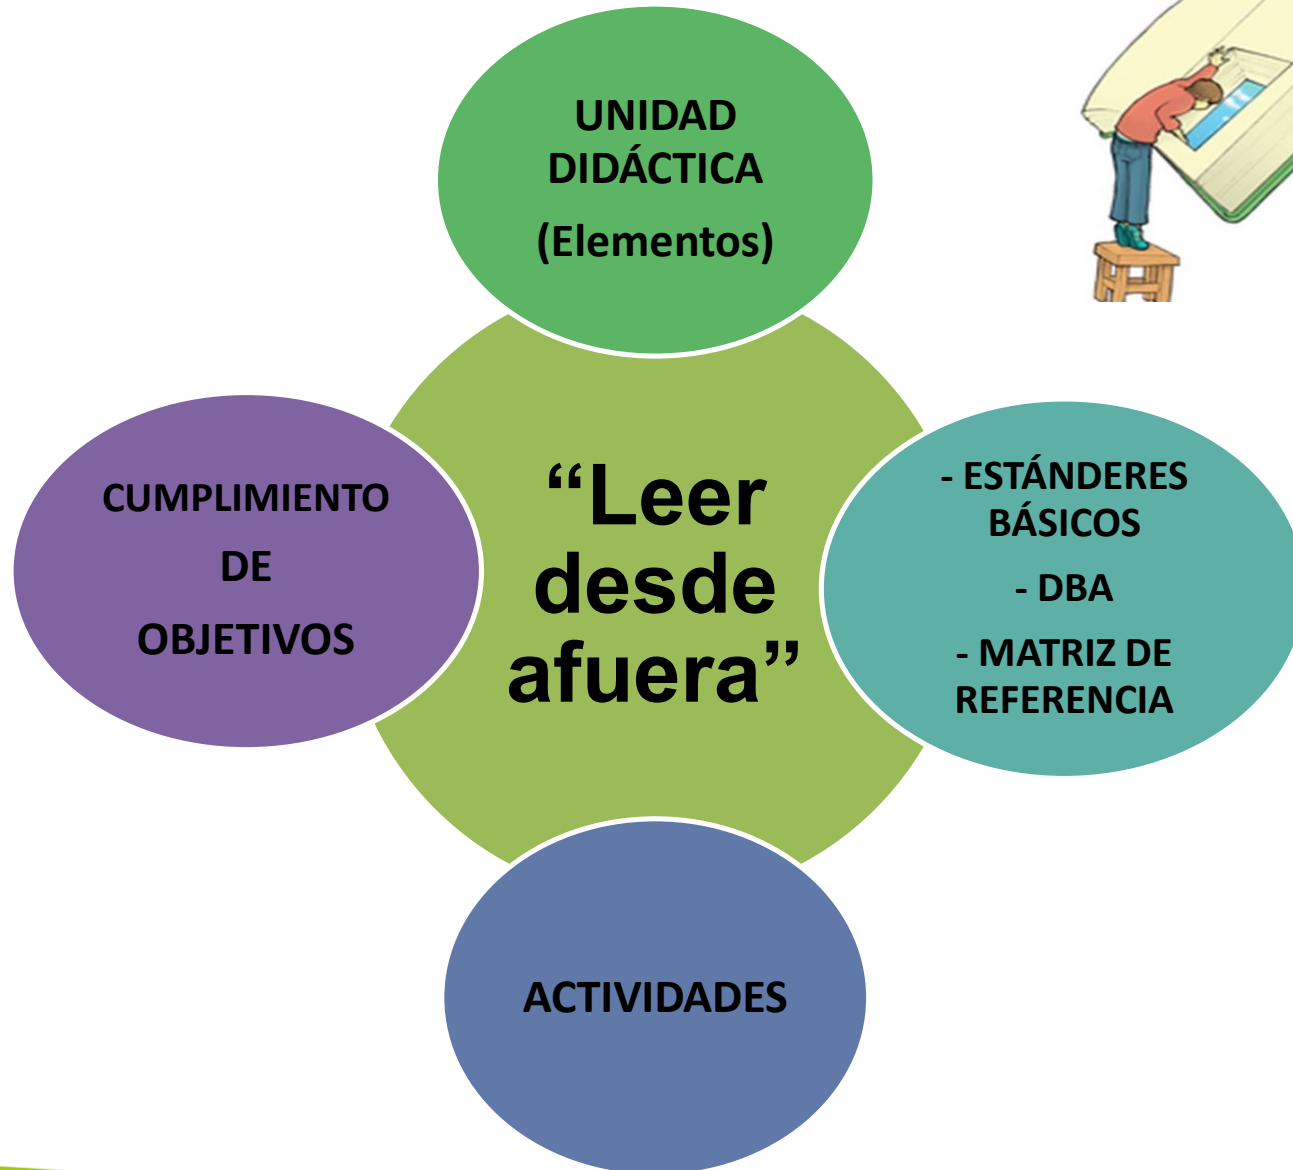 UNIDAD
DIDÁCTICA
(Elementos)
CUMPLIMIENTO
DE
OBJETIVOS
“Leer
desde
afuera”
- ESTÁNDERES
BÁSICOS
- DBA
- MATRIZ DE
REFERENCIA
ACTIVIDADES